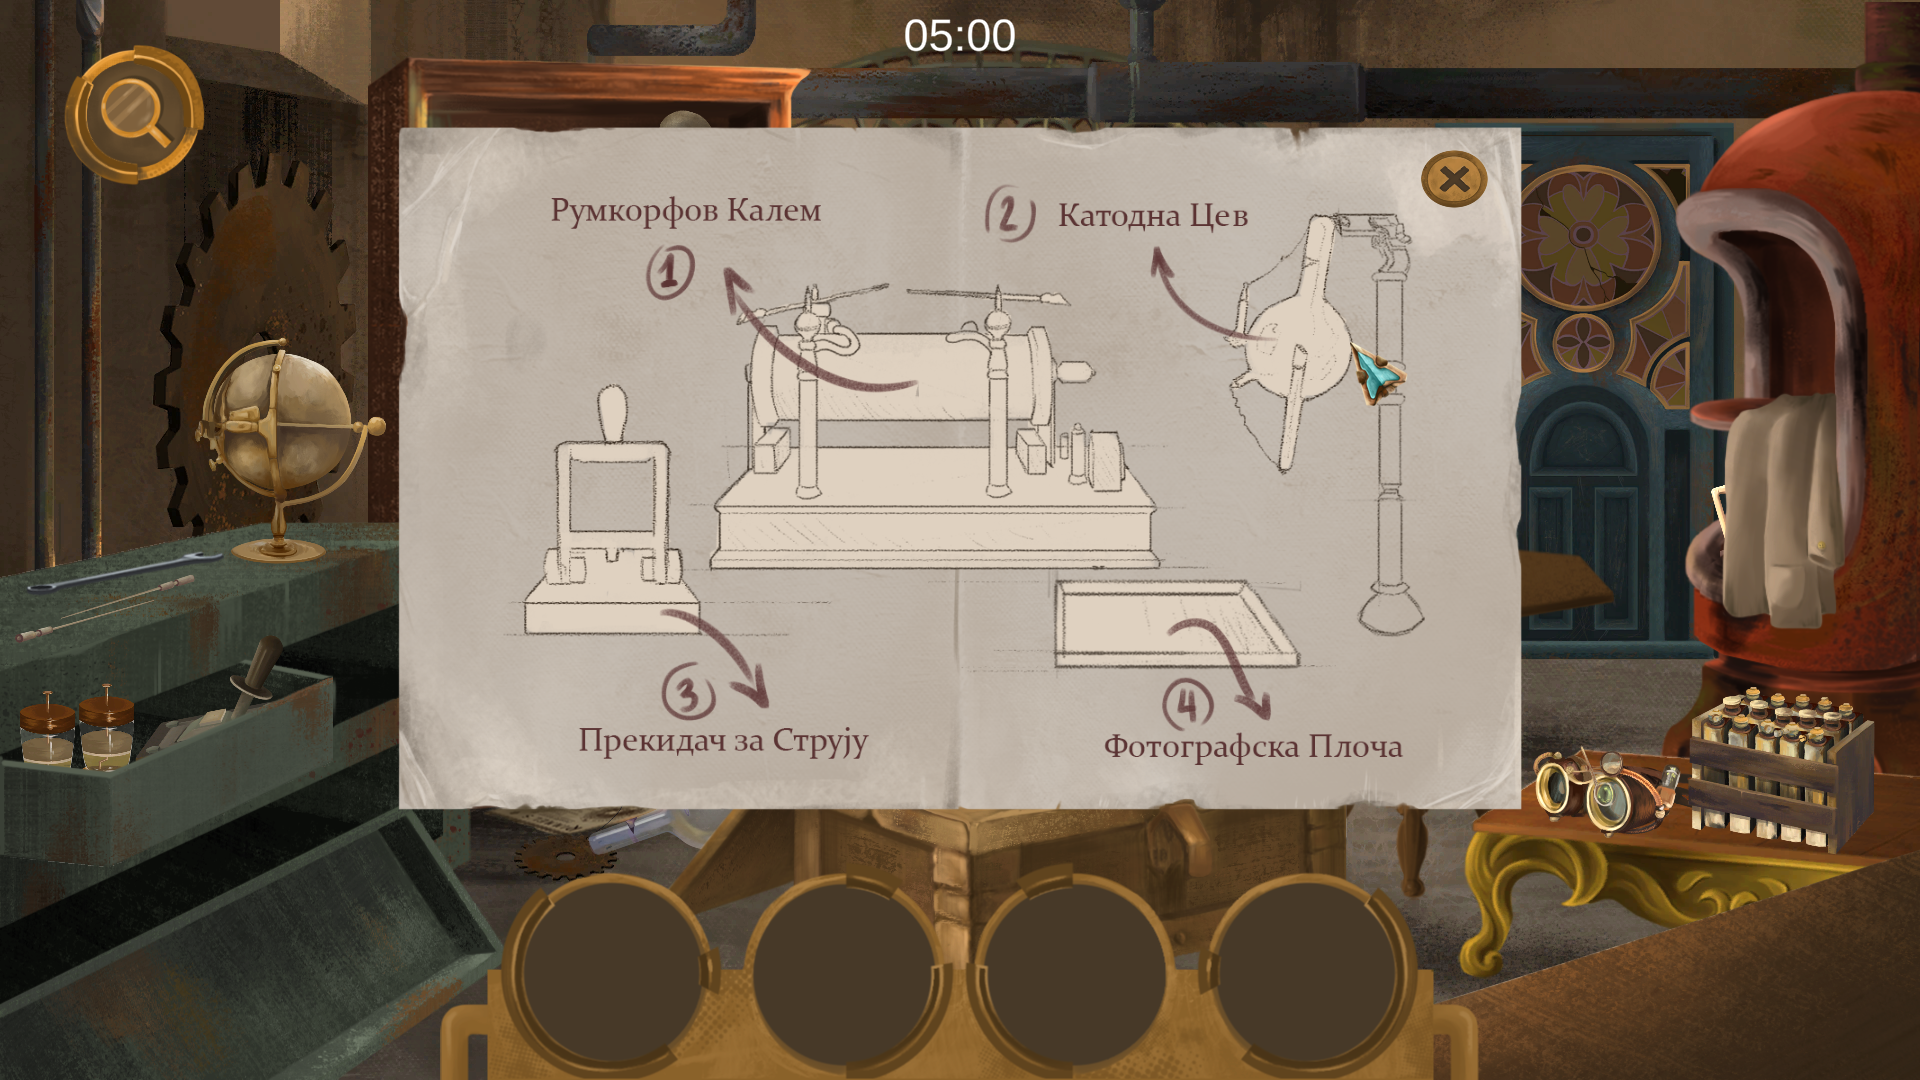 05:00
Румкорфов Калем
1
2
Катодна Цев
3
Прекидач за Струју
4
Фотографска Плоча